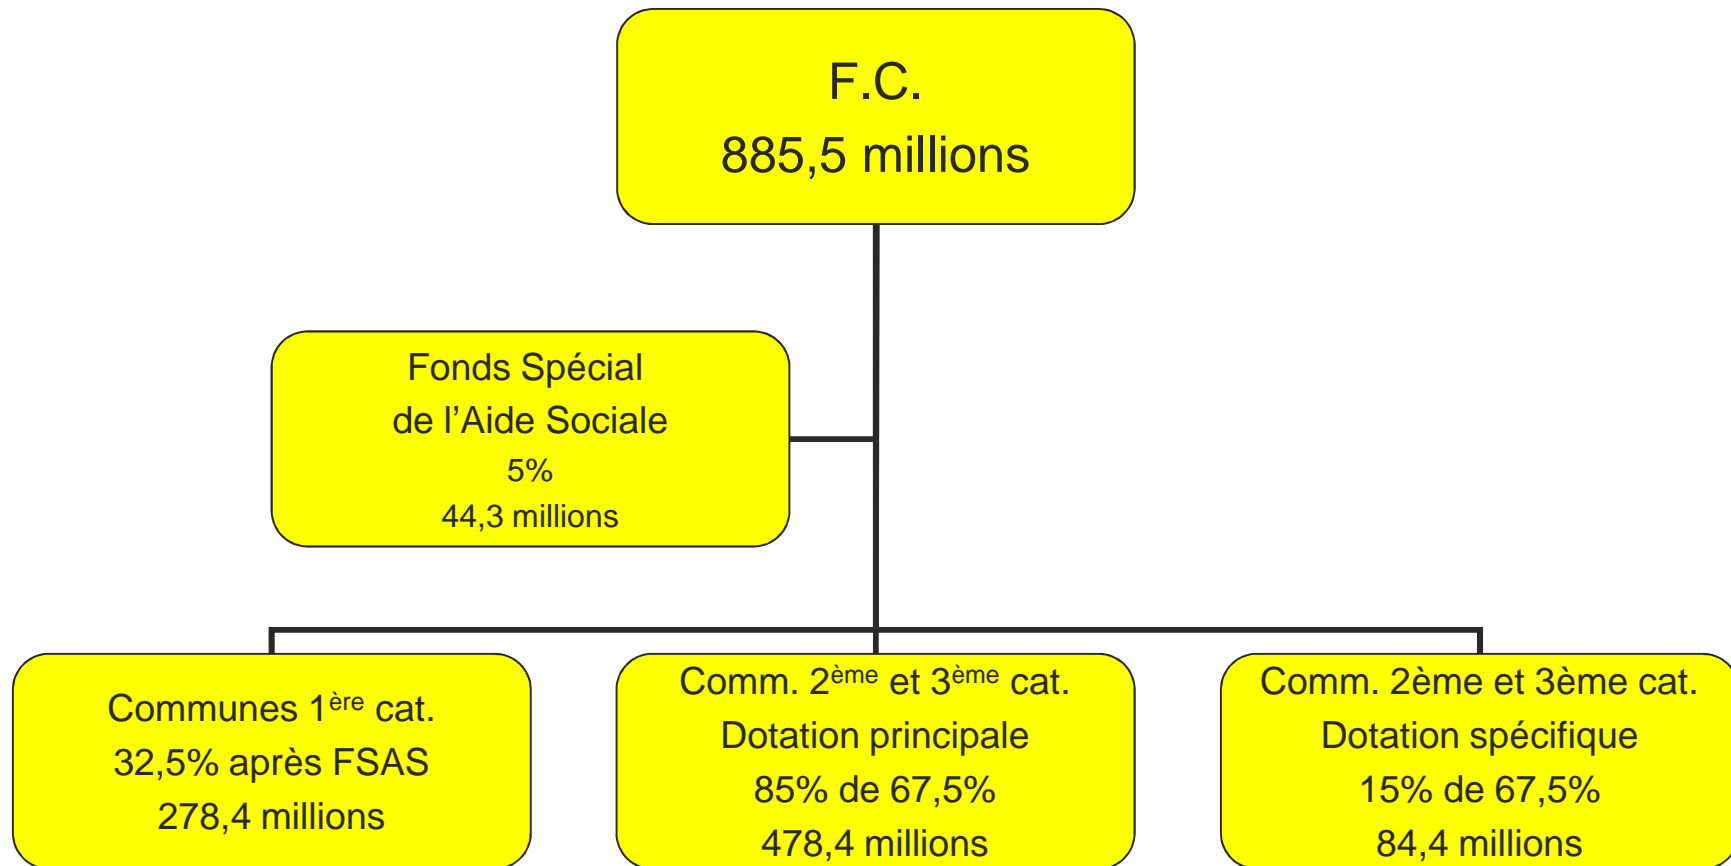 F.C.
885,5 millions
Fonds Spécial
de l’Aide Sociale
5%
44,3 millions
Communes 1ère cat.
32,5% après FSAS
278,4 millions
Comm. 2ème et 3ème cat.
Dotation principale
85% de 67,5%
478,4 millions
Comm. 2ème et 3ème cat.
Dotation spécifique
15% de 67,5%
84,4 millions